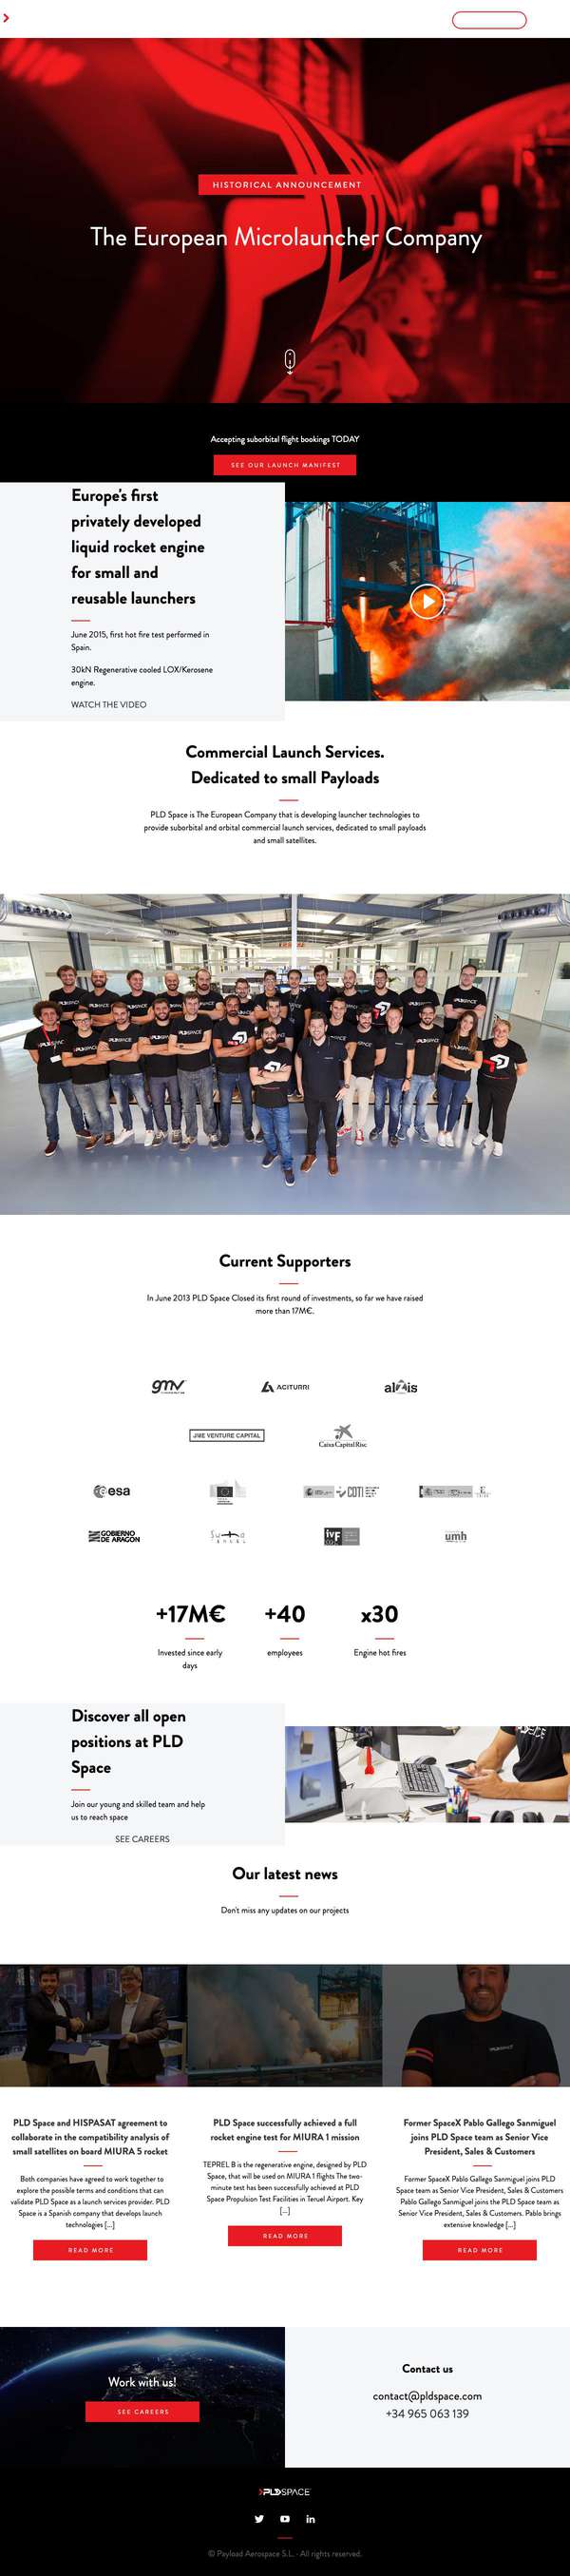 HISTORICAL ANNOUNCEMENT
The European Microlauncher Company
Accepting suborbital flight bookings TODAY
SEE OUR LAUNCH MANIFEST
Europe's first
privately developed
liquid rocket engine
for small and
reusable launchers
June 2015, first hot fire test performed in
Spain.
30kN Regenerative cooled LOX/Kerosene
engine.
WATCH THE VIDEO
Commercial Launch Services.
Dedicated to small Payloads
PLD Space is The European Company that is developing launcher technologies to
provide suborbital and orbital commercial launch services, dedicated to small payloads
and small satellites.
Current Supporters
In June 2013 PLD Space Closed its first round of investments, so far we have raised
more than 17M€.
gmv
ACITURRI
JME VENTURE CAPITAL
Caixa Capital Risc
esa
CDTI
GOBIERNO
DE ARAGON
ivf
umh
+17M€
+40
x30
Invested since early
days
employees
Engine hot fires
Discover all open
positions at PLD
Space
Join our young and skilled team and help
us to reach space
SEE CAREERS
Our latest news
Don't miss any updates on our projects
PLD Space and HISPASAT agreement to
collaborate in the compatibility analysis of
small satellites on board MIURA 5 rocket
Both companies have agreed to work together to
explore the possible terms and conditions that can
validate PLD Space as a launch services provider. PLD
Space is a Spanish company that develops launch
technologies [...]
READ MORE
PLD Space successfully achieved a full
rocket engine test for MIURA 1 mission
TEPREL B is the regenerative engine, designed by PLD
Space, that will be used on MIURA 1 flights The two-
minute test has been successfully achieved at PLD
Space Propulsion Test Facilities in Teruel Airport. Key
[...]
READ MORE
Former SpaceX Pablo Gallego Sanmiguel
joins PLD Space team as Senior Vice
President, Sales & Customers
Former SpaceX Pablo Gallego Sanmiguel joins PLD
Space team as Senior Vice President, Sales & Customers
Pablo Gallego Sanmiguel joins the PLD Space team as
Senior Vice President, Sales & Customers. Pablo brings
extensive knowledge [...]
READ MORE
Work with us!
SEE CAREERS
Contact us
contact@pldspace.com
+34 965 063 139
PLD SPACE
© Payload Aerospace S.L. - All rights reserved.